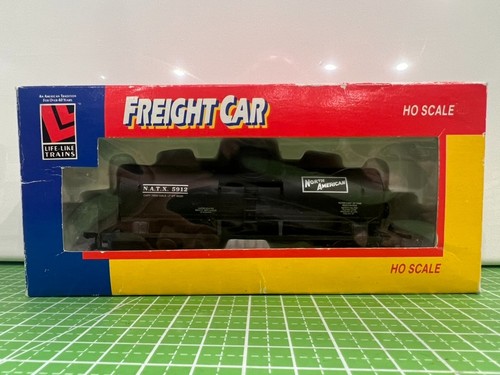 AN AMERICAN TRADITION
FOR OVER 40 YEARS
LIFE-LIKE
TRAINS
FREIGHT CAR
HO SCALE
N.A.T.X. 5912
NORTH
AMERICAN
HO SCALE